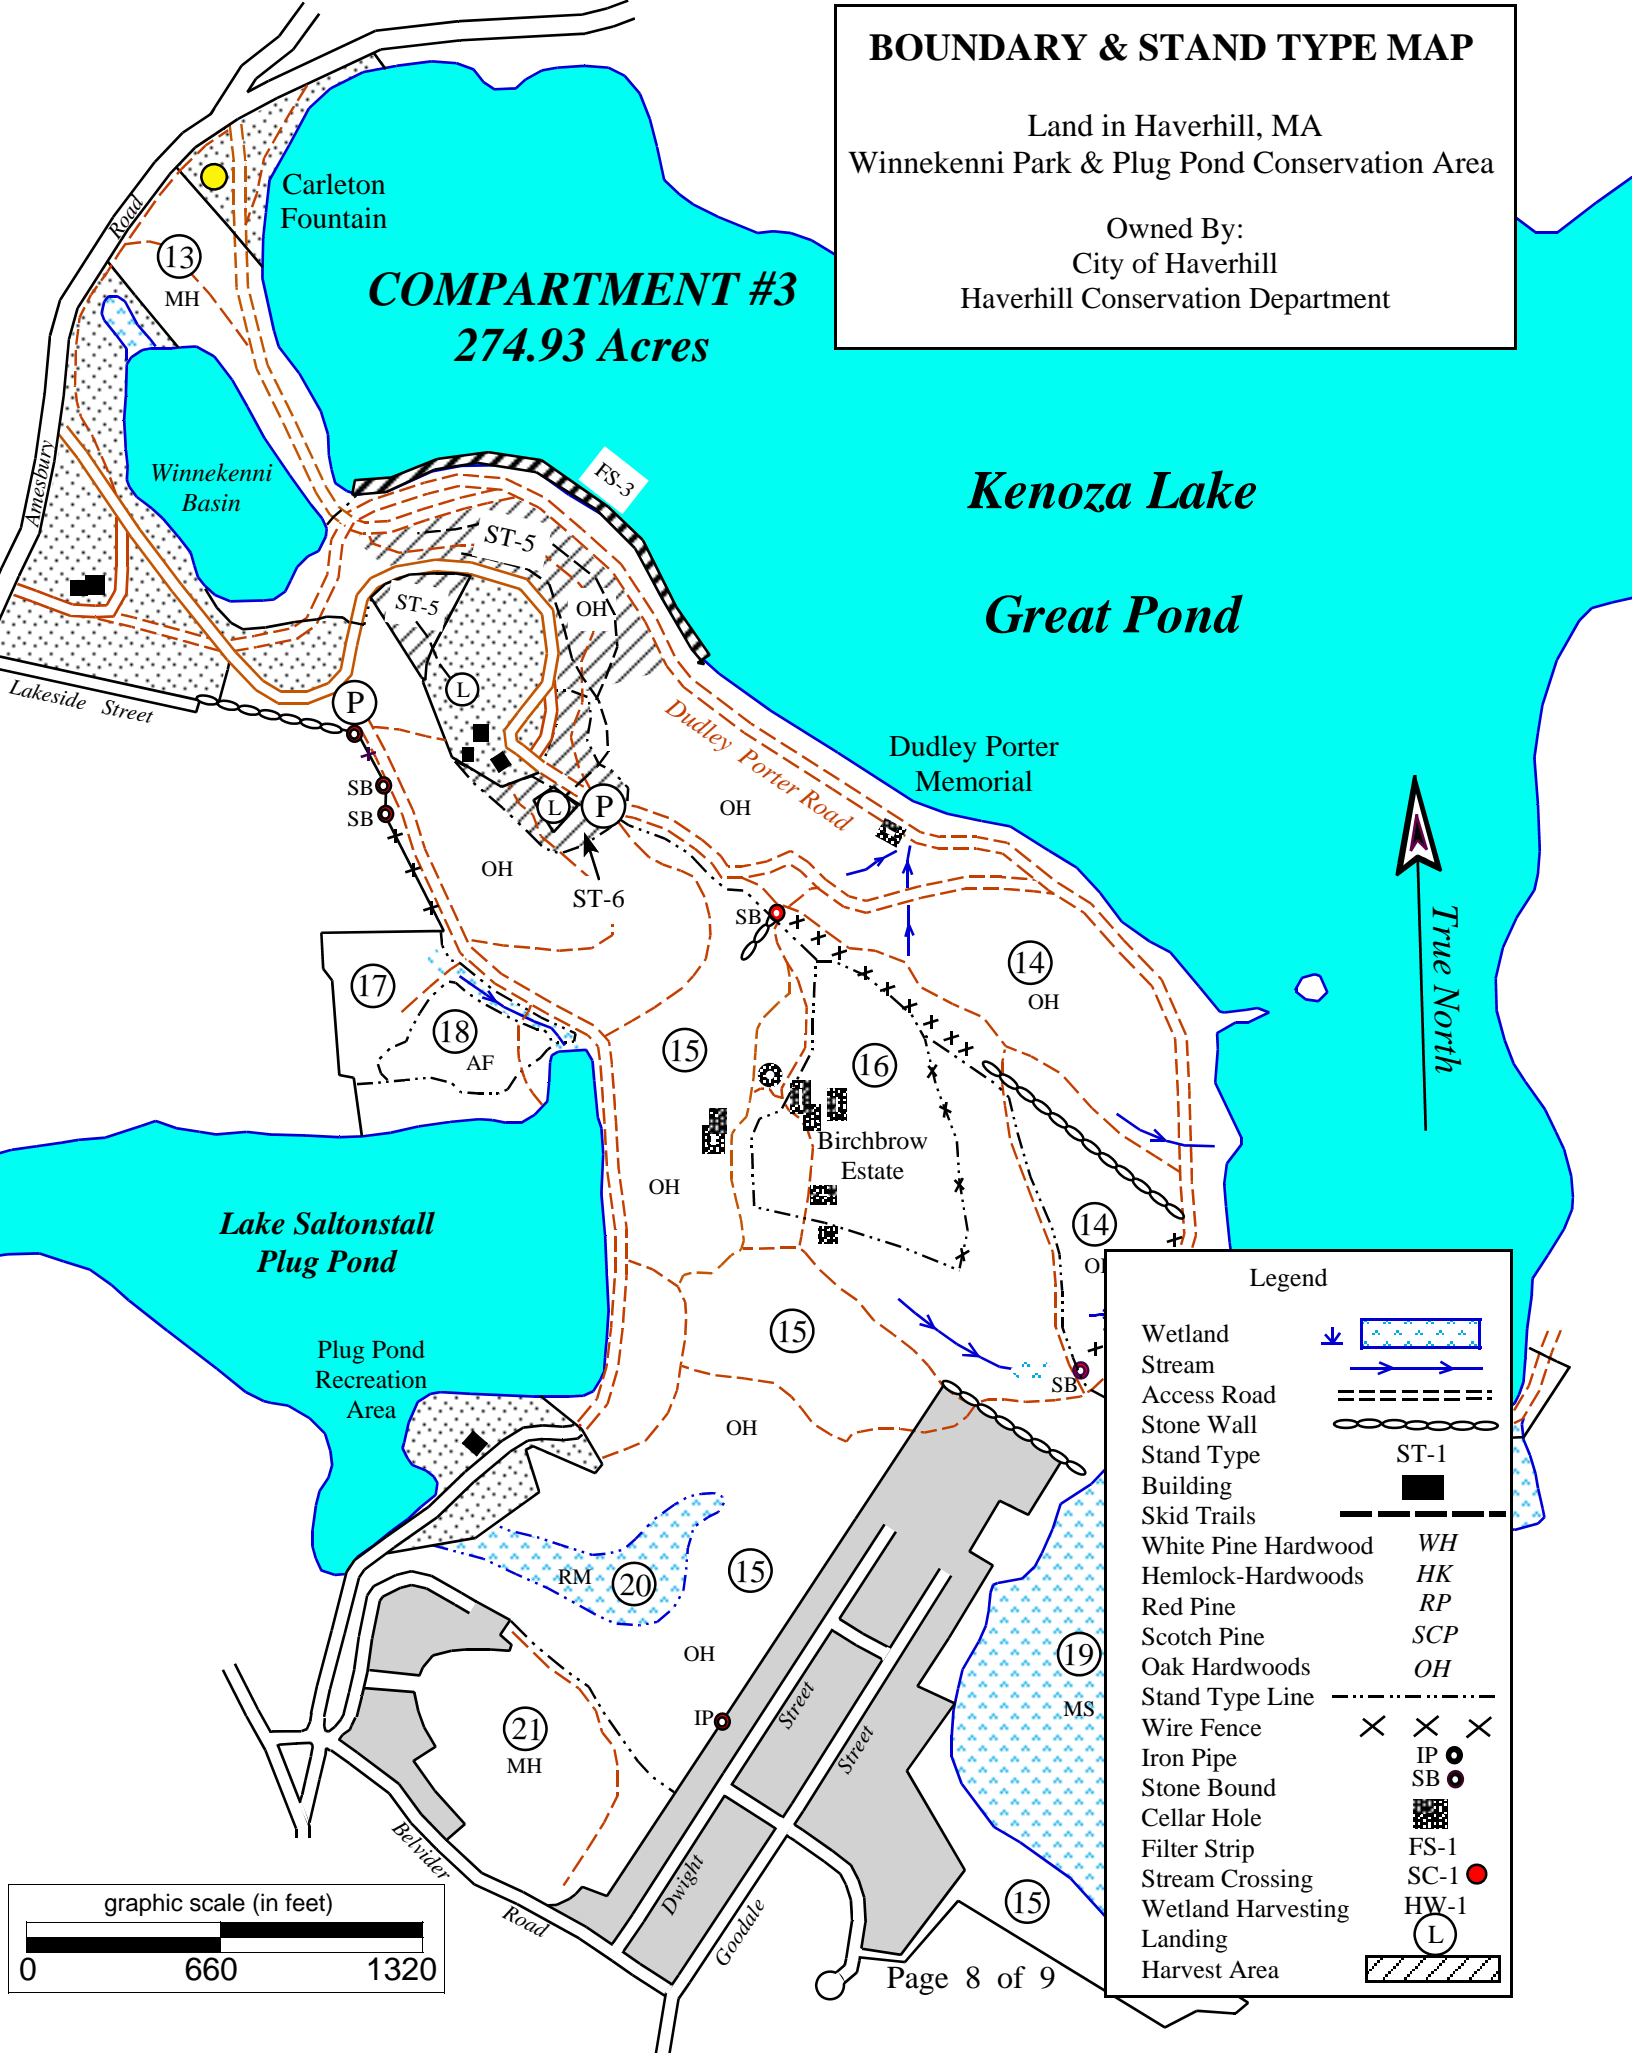 BOUNDARY & STAND TYPE MAP
Land in Haverhill, MA
Winnekenni Park & Plug Pond Conservation Area
Owned By:
City of Haverhill
Haverhill Conservation Department
Carleton
Fountain
Road
13
MH
COMPARTMENT #3
274.93 Acres
Amesbury
Winnekenni
Basin
FS-3
Kenoza Lake
Great Pond
ST-5
ST-5
OH
L
Lakeside Street
P
Dudley Porter Road
Dudley Porter
Memorial
SB
SB
L
P
OH
OH
ST-6
SB
True North
14
OH
17
18
AF
15
16
Birchbrow
Estate
OH
14
OH
Lake Saltonstall
Plug Pond
15
Plug Pond
Recreation
Area
SB
OH
RM
20
15
OH
19
MS
IP
21
MH
Street
Street
Belvider
Road
Dwight
Goodale
15
Legend
Wetland
Stream
Access Road
Stone Wall
Stand Type ST-1
Building
Skid Trails
White Pine Hardwood WH
Hemlock-Hardwoods HK
Red Pine RP
Scotch Pine SCP
Oak Hardwoods OH
Stand Type Line
Wire Fence
Iron Pipe IP
Stone Bound SB
Cellar Hole
Filter Strip FS-1
Stream Crossing SC-1
Wetland Harvesting HW-1
Landing L
Harvest Area
graphic scale (in feet)
0 660 1320
Page 8 of 9